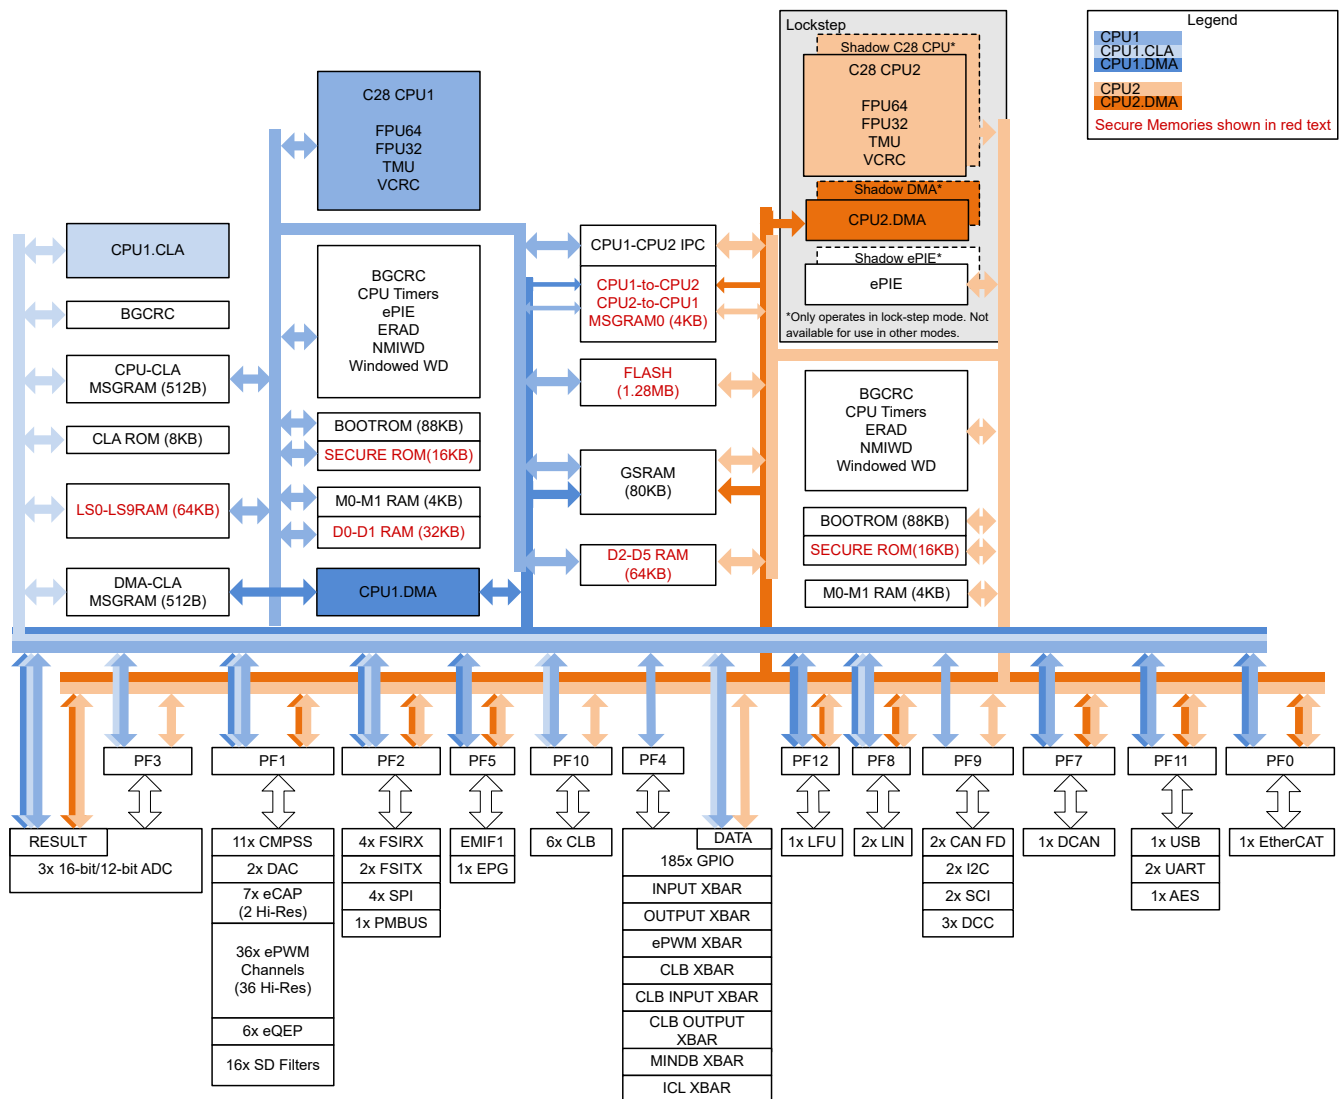 Lockstep
Shadow C28 CPU*
C28 CPU2
FPU64
FPU32
TMU
VCRC
Shadow DMA*
CPU2.DMA
Shadow ePIE*
ePIE
*Only operates in lock-step mode. Not
available for use in other modes.
Legend
CPU1
CPU1.CLA
CPU1.DMA
CPU2
CPU2.DMA
Secure Memories shown in red text
C28 CPU1
FPU64
FPU32
TMU
VCRC
CPU1.CLA
BGCRC
CPU-CLA
MSGRAM (512B)
CLA ROM (8KB)
LS0-LS9RAM (64KB)
DMA-CLA
MSGRAM (512B)
BGCRC
CPU Timers
ePIE
ERAD
NMIWD
Windowed WD
BOOTROM (88KB)
SECURE ROM(16KB)
M0-M1 RAM (4KB)
D0-D1 RAM (32KB)
CPU1.DMA
CPU1-CPU2 IPC
CPU1-to-CPU2
CPU2-to-CPU1
MSGRAM0 (4KB)
FLASH
(1.28MB)
GSRAM
(80KB)
D2-D5 RAM
(64KB)
BGCRC
CPU Timers
ERAD
NMIWD
Windowed WD
BOOTROM (88KB)
SECURE ROM(16KB)
M0-M1 RAM (4KB)
PF3
PF1
PF2
PF5
PF10
PF4
PF12
PF8
PF9
PF7
PF11
PF0
RESULT
3x 16-bit/12-bit ADC
11x CMPSS
2x DAC
7x eCAP
(2 Hi-Res)
36x ePWM
Channels
(36 Hi-Res)
6x eQEP
16x SD Filters
4x FSIRX
2x FSITX
4x SPI
1x PMBUS
EMIF1
1x EPG
6x CLB
DATA
185x GPIO
INPUT XBAR
OUTPUT XBAR
ePWM XBAR
CLB XBAR
CLB INPUT XBAR
CLB OUTPUT
XBAR
MINDB XBAR
ICL XBAR
1x LFU
2x LIN
2x CAN FD
2x I2C
2x SCI
3x DCC
1x DCAN
1x USB
2x UART
1x AES
1x EtherCAT